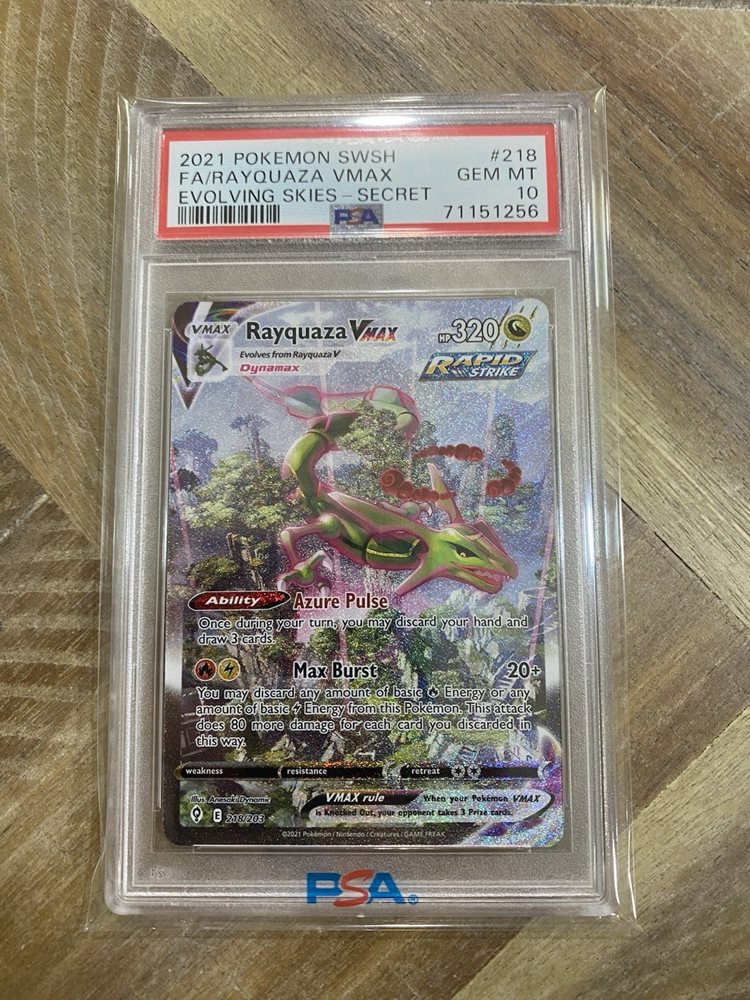 2021 POKEMON SWSH #218
FA/RAYQUAZA VMAX GEM MT
EVOLVING SKIES – SECRET 10
PSA 71151256
VMAX Rayquaza VMAX HP 320
Evolves from Rayquaza V
Dynamax
RAPID
STRIKE
Ability Azure Pulse
Once during your turn, you may discard your hand and
draw 3 cards.
Max Burst 20+
You may discard any amount of basic Energy or any
amount of basic Energy from this Pokémon. This attack
does 80 more damage for each card you discarded in
this way.
weakness resistance retreat
Illus. Anesaki Dynamic
VMAX rule When your Pokémon VMAX
is Knocked Out, your opponent takes 3 Prize cards.
E 218/203
©2021 Pokémon / Nintendo / Creatures / GAME FREAK
PSA®